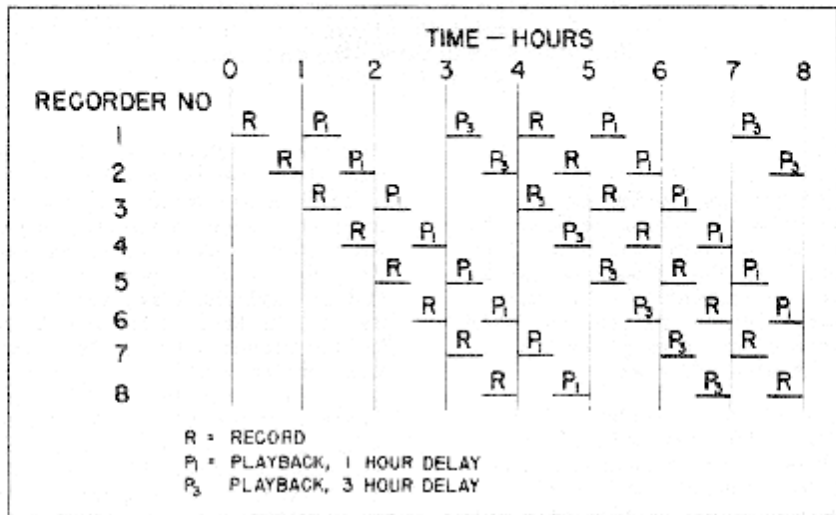 TIME — HOURS
0 1 2 3 4 5 6 7 8
RECORDER NO
1 R P₁ P₃ R P₁ P₃
2 R P₁ P₃ R P₁ P₃
3 R P₁ P₃ R P₁
4 R P₁ P₃ R P₁
5 R P₁ P₃ R P₁
6 R P₁ P₃ R P₁
7 R P₁ P₃ R
8 R P₁ P₃ R
R = RECORD
P₁ = PLAYBACK, 1 HOUR DELAY
P₃ PLAYBACK, 3 HOUR DELAY